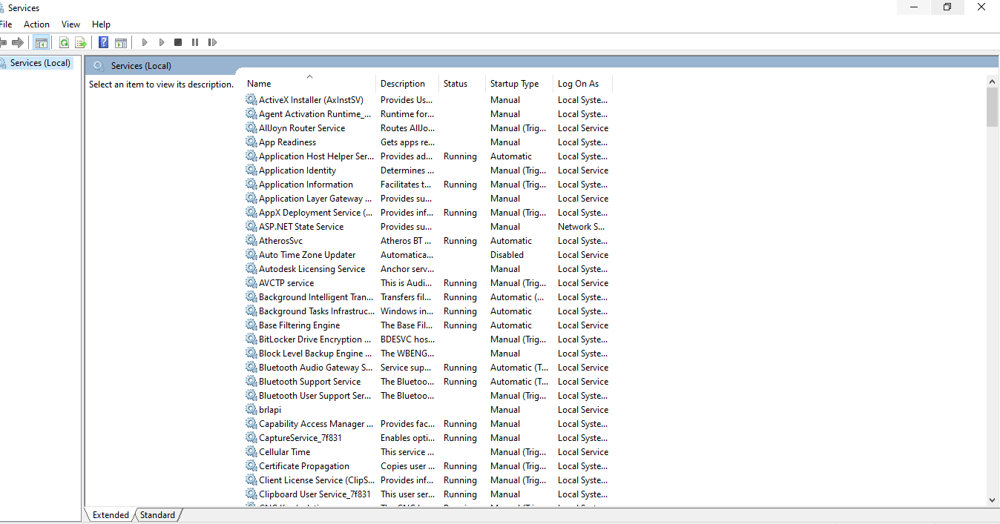 Services
File Action View Help
Services (Local)
Services (Local)
Select an item to view its description.
Name Description Status Startup Type Log On As
ActiveX Installer (AxInstSV) Provides Us... Manual Local Syste...
Agent Activation Runtime_... Runtime for... Manual Local Syste...
AllJoyn Router Service Routes AllJo... Manual (Trig... Local Service
App Readiness Gets apps re... Manual Local Syste...
Application Host Helper Ser... Provides ad... Running Automatic Local Syste...
Application Identity Determines ... Manual (Trig... Local Service
Application Information Facilitates t... Running Manual (Trig... Local Syste...
Application Layer Gateway ... Provides su... Manual Local Service
AppX Deployment Service (... Provides inf... Running Manual (Trig... Local Syste...
ASP.NET State Service Provides su... Manual Network S...
AtherosSvc Atheros BT ... Running Automatic Local Syste...
Auto Time Zone Updater Automatica... Disabled Local Service
Autodesk Licensing Service Anchor serv... Manual Local Syste...
AVCTP service This is Audi... Running Manual (Trig... Local Service
Background Intelligent Tran... Transfers fil... Running Automatic (... Local Syste...
Background Tasks Infrastruc... Windows in... Running Automatic Local Syste...
Base Filtering Engine The Base Fil... Running Automatic Local Service
BitLocker Drive Encryption ... BDESVC hos... Manual (Trig... Local Syste...
Block Level Backup Engine ... The WBENG... Manual Local Syste...
Bluetooth Audio Gateway S... Service sup... Running Automatic (T... Local Service
Bluetooth Support Service The Bluetoo... Running Automatic (T... Local Service
Bluetooth User Support Ser... The Bluetoo... Manual (Trig... Local Syste...
brlapi Manual Local Service
Capability Access Manager ... Provides fac... Running Manual Local Syste...
CaptureService_7f831 Enables opti... Running Manual Local Syste...
Cellular Time This service ... Manual (Trig... Local Service
Certificate Propagation Copies user ... Running Manual (Trig... Local Syste...
Client License Service (ClipS... Provides inf... Running Manual (Trig... Local Syste...
Clipboard User Service_7f831 This user ser... Running Manual Local Syste...
Extended Standard